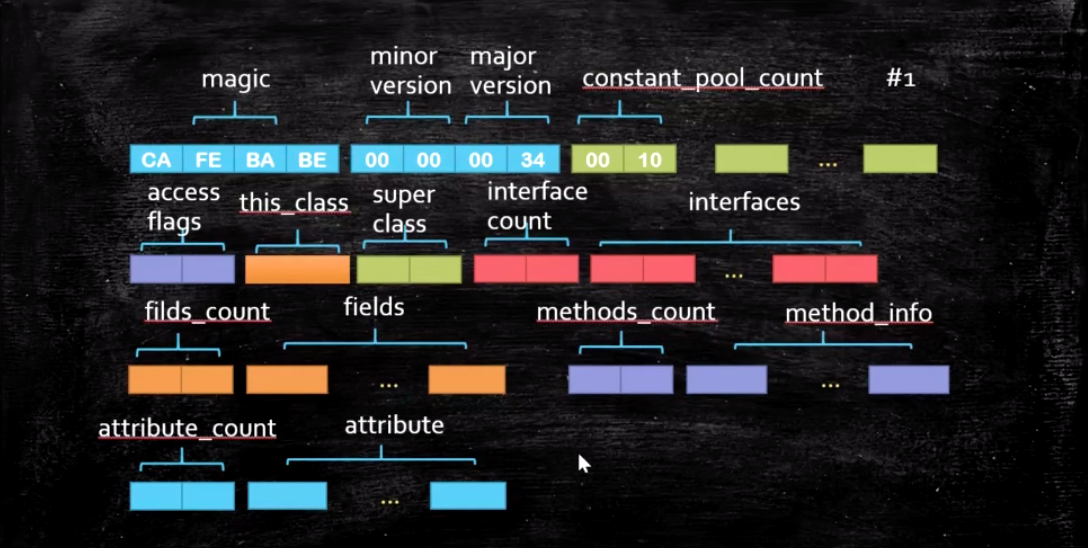 magic
minor
version
major
version
constant_pool_count
#1
CA FE BA BE 00 00 00 34 00 10 ...
access
flags
this_class
super
class
interface
count
interfaces
...
filds_count
fields
methods_count
method_info
... ...
attribute_count
attribute
...